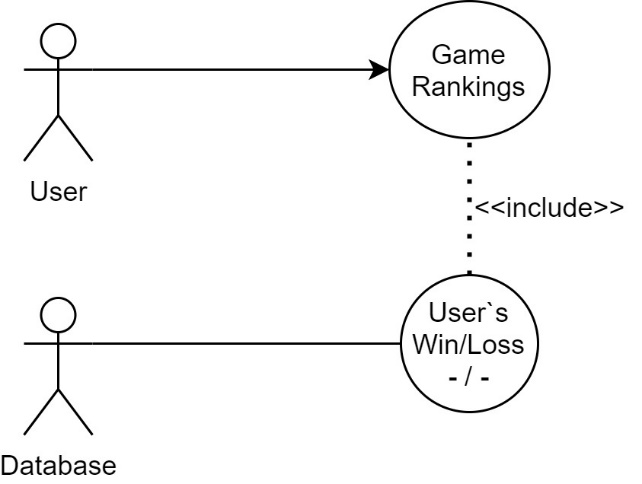 Game
Rankings
User
<<include>>
User`s
Win/Loss
- / -
Database